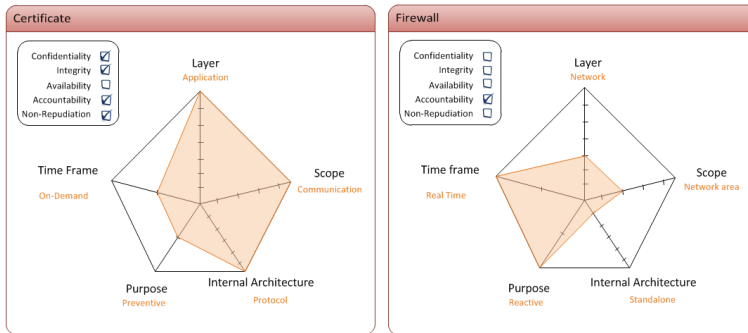 Certificate
Confidentiality
Integrity
Availability
Accountability
Non-Repudiation
Layer
Application
Time Frame
On-Demand
Scope
Communication
Purpose
Preventive
Internal Architecture
Protocol
Firewall
Confidentiality
Integrity
Availability
Accountability
Non-Repudiation
Layer
Network
Time frame
Real Time
Scope
Network area
Purpose
Reactive
Internal Architecture
Standalone